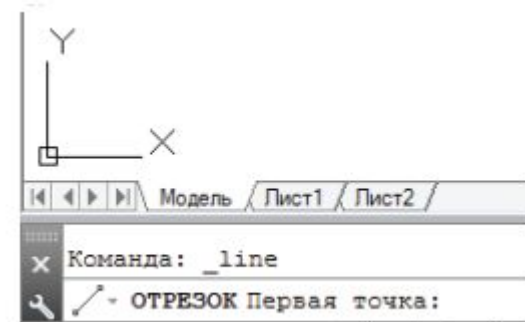 Y
X
Модель Лист1 Лист2
Команда: _line
ОТРЕЗОК Первая точка: